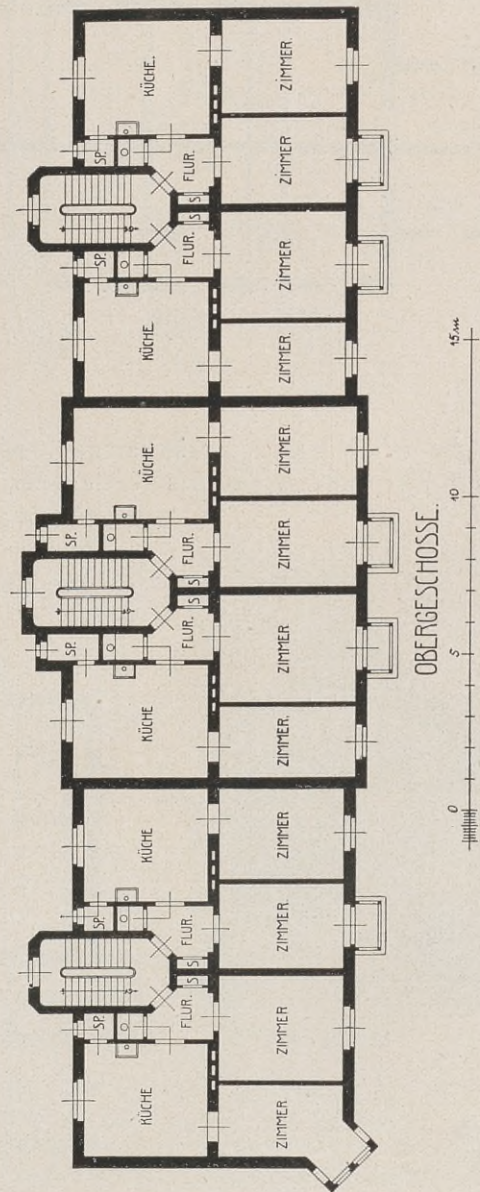 SP. SP. SP. SP. SP. SP.
KÜCHE KÜCHE KÜCHE KÜCHE. KÜCHE. KÜCHE.
FLUR. S S FLUR. FLUR. S S FLUR. FLUR. S S FLUR.
ZIMMER ZIMMER ZIMMER. ZIMMER ZIMMER. ZIMMER ZIMMER ZIMMER. ZIMMER. ZIMMER ZIMMER ZIMMER.
OBERGESCHOSSE.
0 5 10 15 m